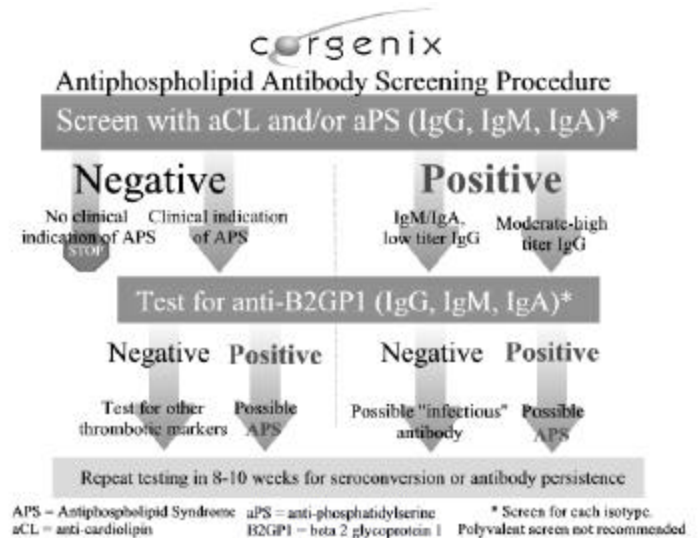 corgenix
Antiphospholipid Antibody Screening Procedure
Screen with aCL and/or aPS (IgG, IgM, IgA)*
Negative
Positive
No clinical
indication of APS
STOP
Clinical indication
of APS
IgM/IgA,
low titer IgG
Moderate-high
titer IgG
Test for anti-B2GP1 (IgG, IgM, IgA)*
Negative
Positive
Negative
Positive
Test for other
thrombotic markers
Possible
APS
Possible "infectious"
antibody
Possible
APS
Repeat testing in 8-10 weeks for seroconversion or antibody persistence
APS = Antiphospholipid Syndrome
aCL = anti-cardiolipin
aPS = anti-phosphatidylserine
B2GP1 = beta 2 glycoprotein 1
* Screen for each isotype.
Polyvalent screen not recommended